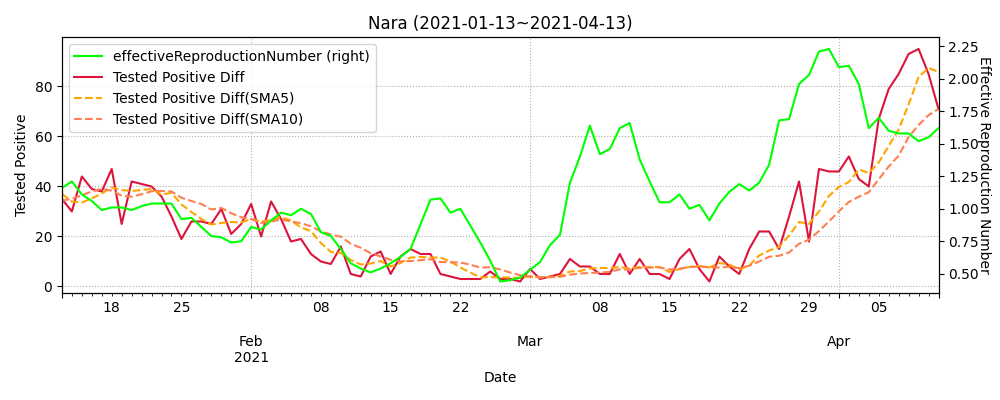 Nara (2021-01-13~2021-04-13)
effectiveReproductionNumber (right)
Tested Positive Diff
Tested Positive Diff(SMA5)
Tested Positive Diff(SMA10)
Tested Positive
80
60
40
20
0
2.25
2.00
1.75
1.50
1.25
1.00
0.75
0.50
Effective Reproduction Number
18 25 08 15 22 08 15 22 29 05
Feb Mar Apr
2021
Date